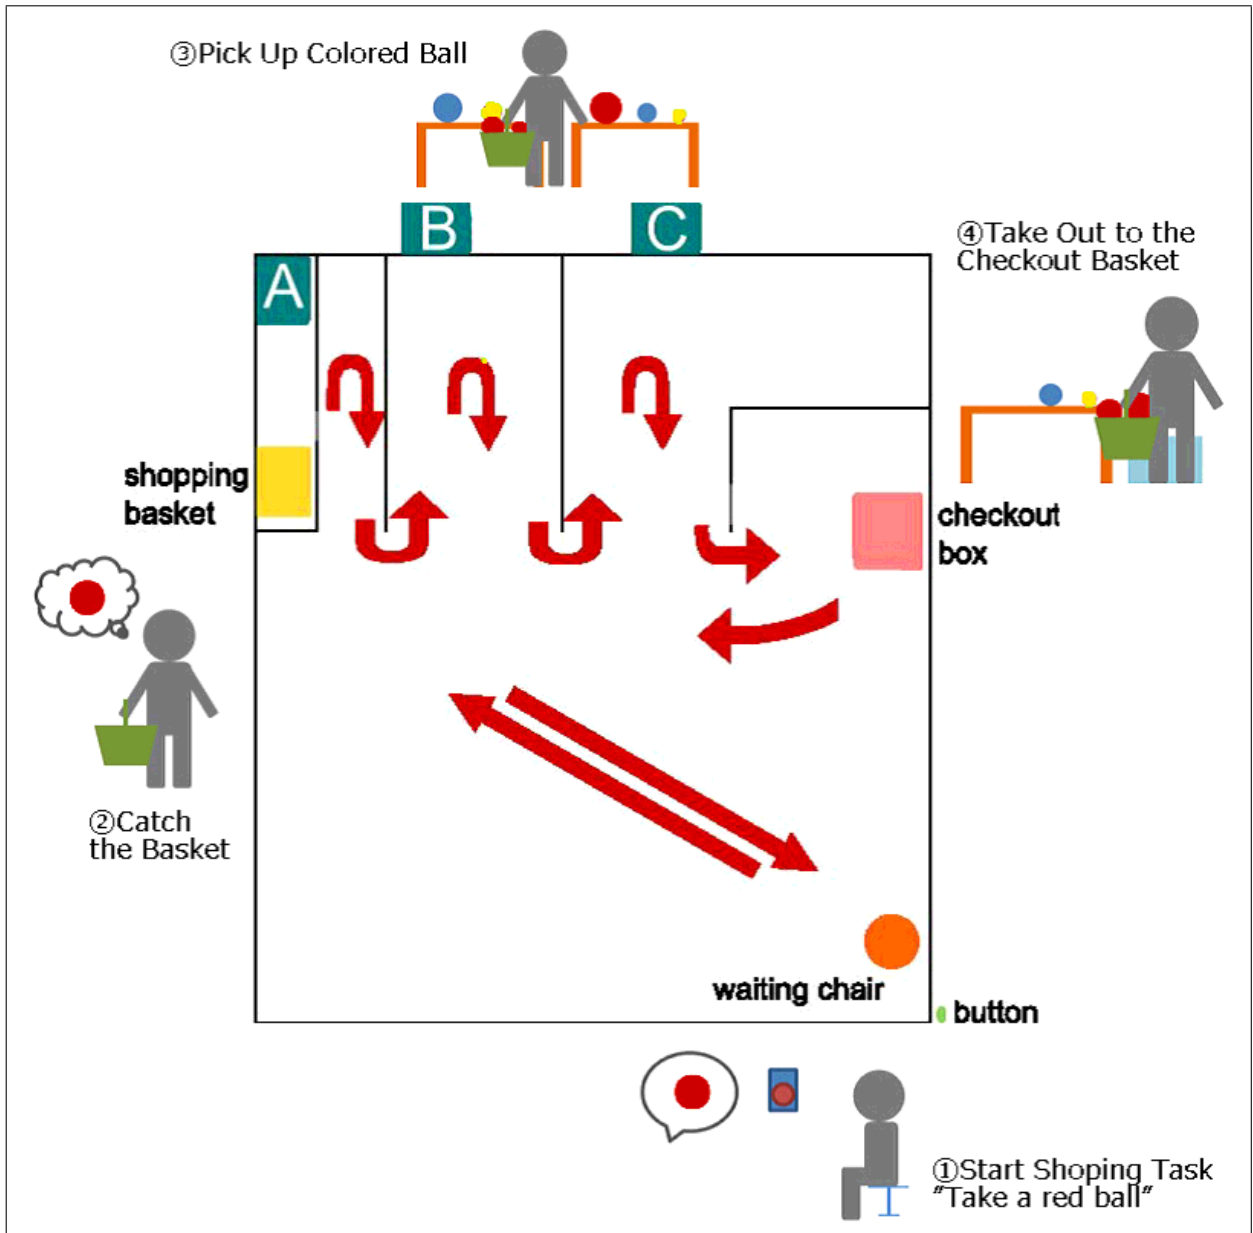 ③Pick Up Colored Ball
B
C
④Take Out to the
Checkout Basket
A
shopping
basket
checkout
box
②Catch
the Basket
waiting chair
button
①Start Shoping Task
"Take a red ball"